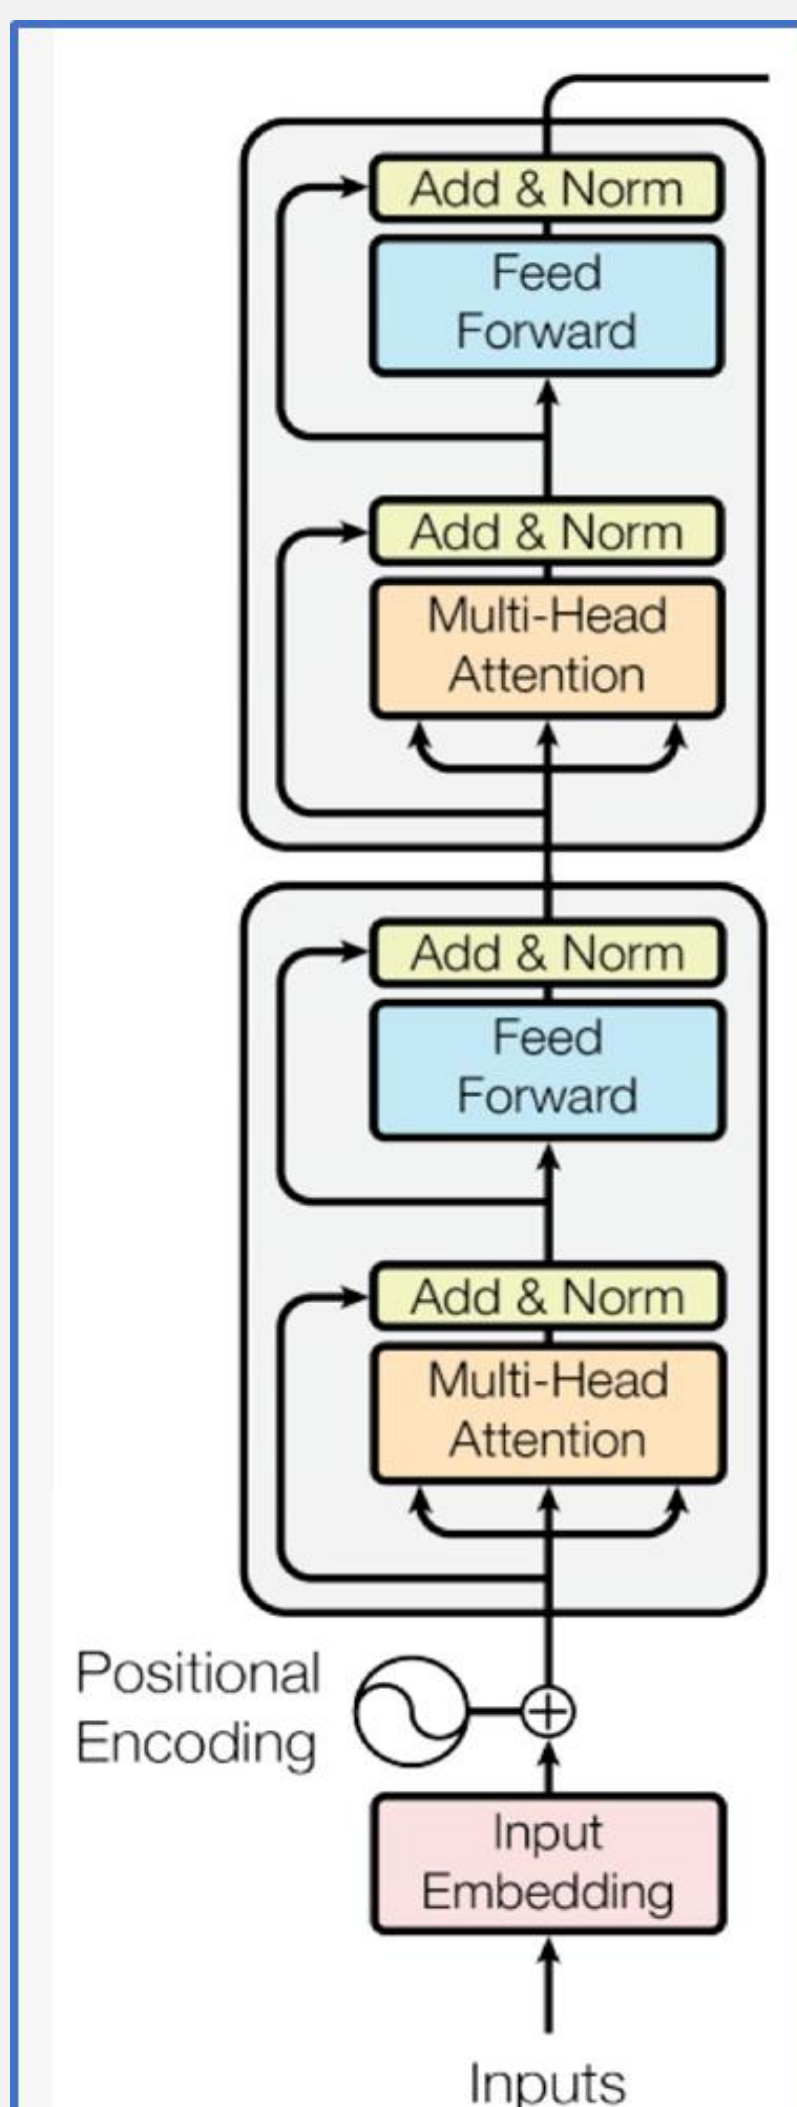 Add & Norm
Feed
Forward
Add & Norm
Multi-Head
Attention
Add & Norm
Feed
Forward
Add & Norm
Multi-Head
Attention
Positional
Encoding
Input
Embedding
Inputs